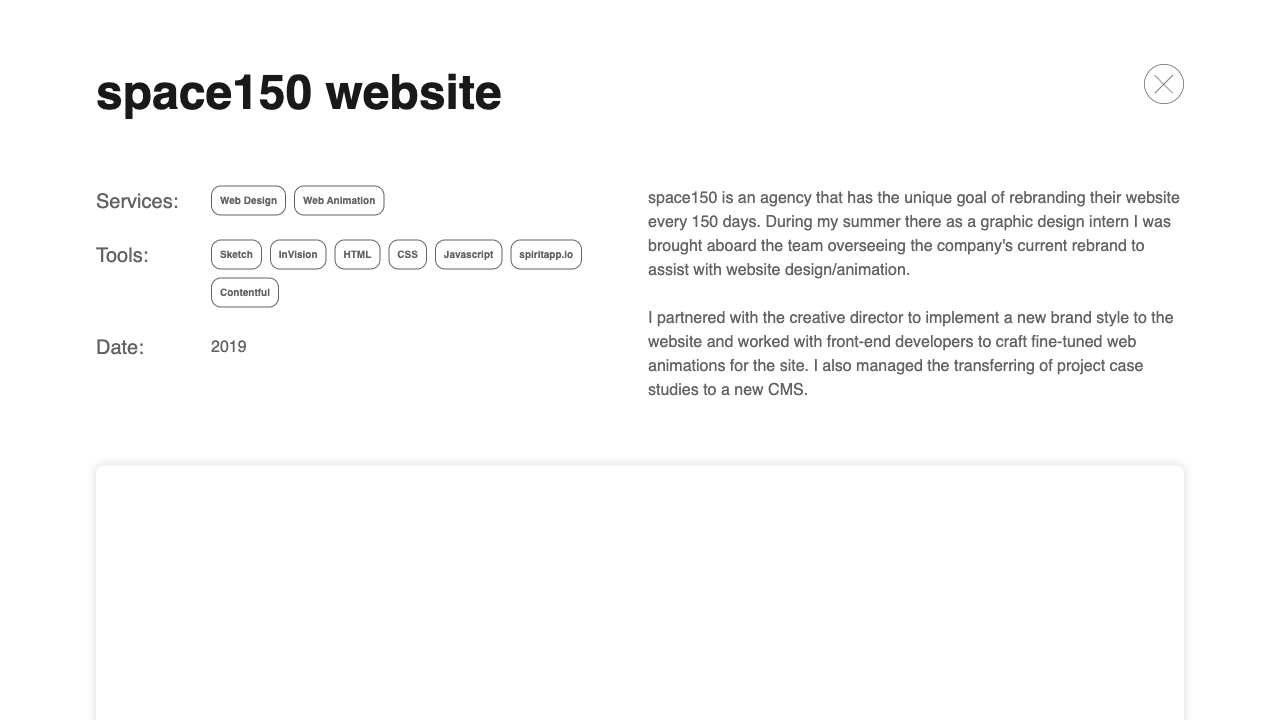 space150 website
Services:
Web Design
Web Animation
Tools:
Sketch
InVision
HTML
CSS
Javascript
spiritapp.io
Contentful
Date:
2019
space150 is an agency that has the unique goal of rebranding their website
every 150 days. During my summer there as a graphic design intern I was
brought aboard the team overseeing the company's current rebrand to
assist with website design/animation.
I partnered with the creative director to implement a new brand style to the
website and worked with front-end developers to craft fine-tuned web
animations for the site. I also managed the transferring of project case
studies to a new CMS.